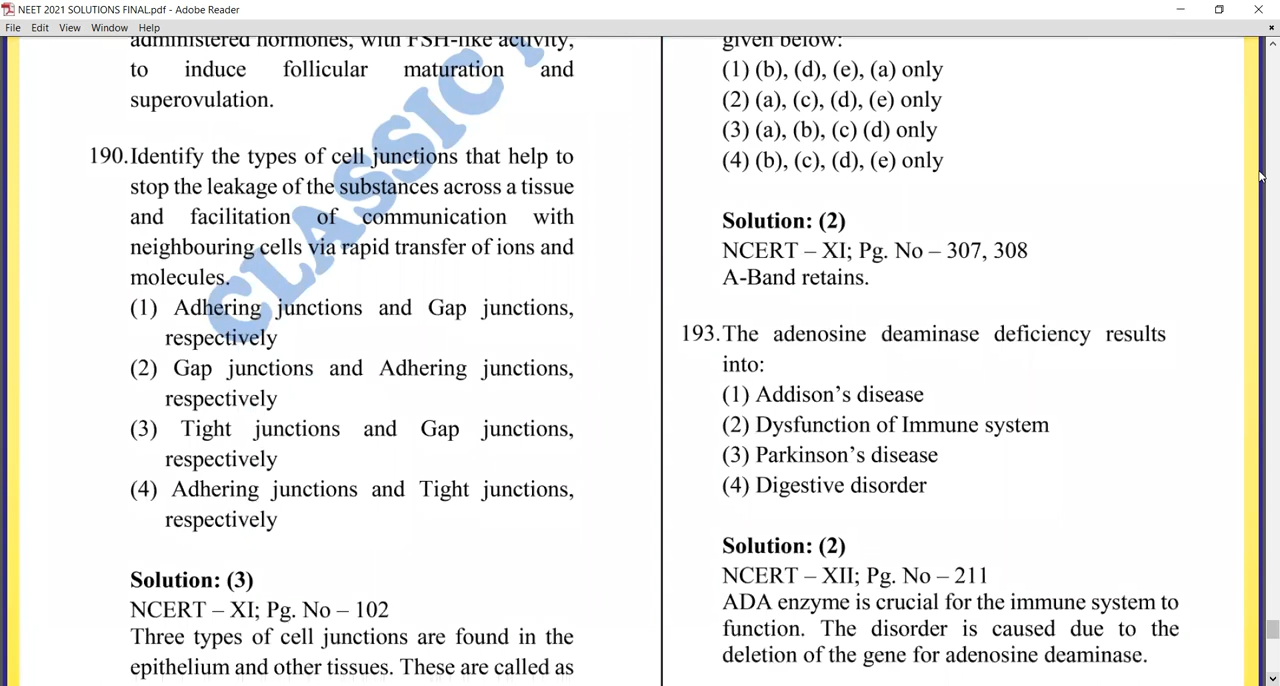 NEET 2021 SOLUTIONS FINAL.pdf - Adobe Reader
File Edit View Window Help
administered hormones, with FSH-like activity,
to induce follicular maturation and
superovulation.
190. Identify the types of cell junctions that help to
stop the leakage of the substances across a tissue
and facilitation of communication with
neighbouring cells via rapid transfer of ions and
molecules.
(1) Adhering junctions and Gap junctions,
respectively
(2) Gap junctions and Adhering junctions,
respectively
(3) Tight junctions and Gap junctions,
respectively
(4) Adhering junctions and Tight junctions,
respectively
Solution: (3)
NCERT – XI; Pg. No – 102
Three types of cell junctions are found in the
epithelium and other tissues. These are called as
CLASSIC
given below:
(1) (b), (d), (e), (a) only
(2) (a), (c), (d), (e) only
(3) (a), (b), (c) (d) only
(4) (b), (c), (d), (e) only
Solution: (2)
NCERT – XI; Pg. No – 307, 308
A-Band retains.
193. The adenosine deaminase deficiency results
into:
(1) Addison’s disease
(2) Dysfunction of Immune system
(3) Parkinson’s disease
(4) Digestive disorder
Solution: (2)
NCERT – XII; Pg. No – 211
ADA enzyme is crucial for the immune system to
function. The disorder is caused due to the
deletion of the gene for adenosine deaminase.